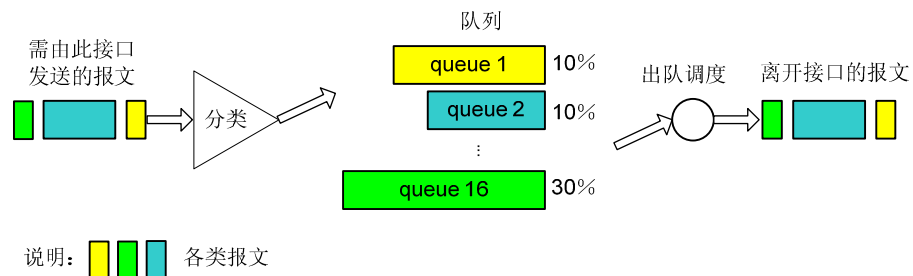 队列
需由此接口
发送的报文
queue 1 10%
出队调度
离开接口的报文
分类
queue 2 10%
...
queue 16 30%
说明：
各类报文